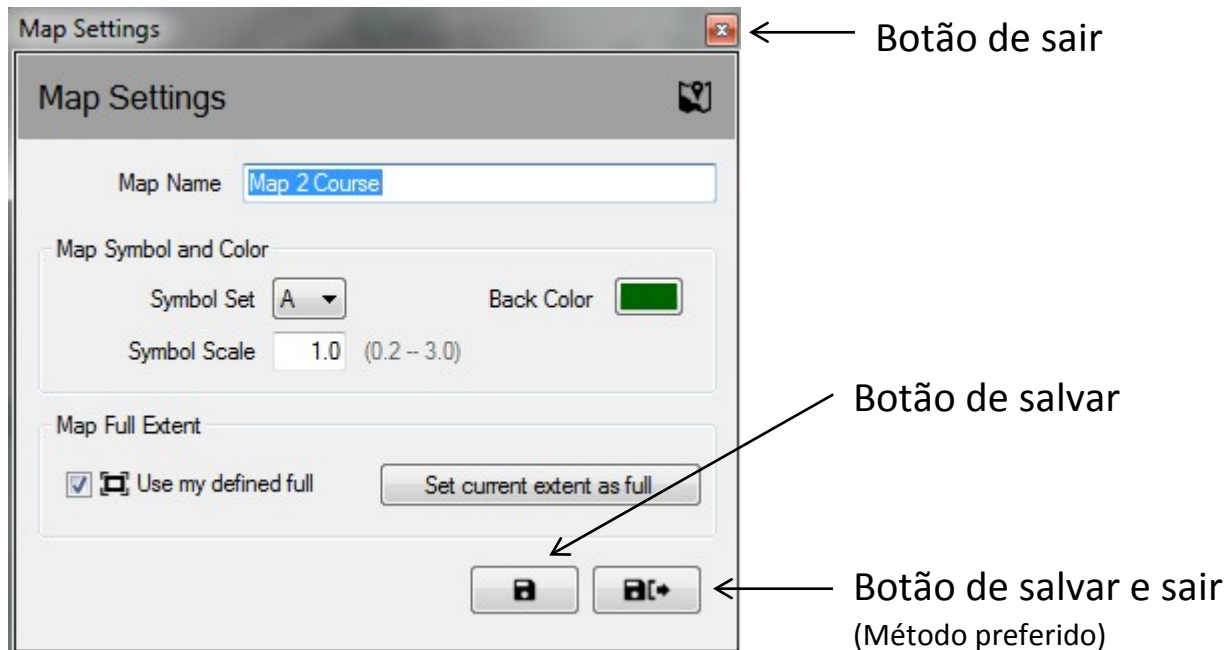 Map Settings
Botão de sair
Map Settings
Map Name Map 2 Course
Map Symbol and Color
Symbol Set A Back Color
Symbol Scale 1.0 (0.2 -- 3.0)
Botão de salvar
Map Full Extent
Use my defined full Set current extent as full
Botão de salvar e sair
(Método preferido)